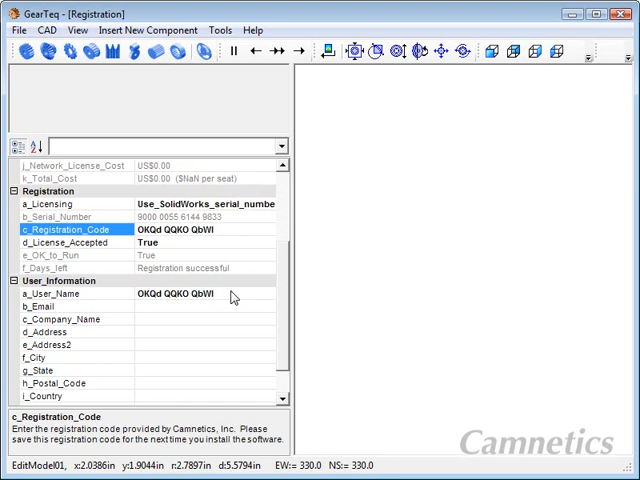 GearTeq - [Registration]
File CAD View Insert New Component Tools Help
j_Network_License_Cost US$0.00
k_Total_Cost US$0.00 ($NaN per seat)
Registration
a_Licensing Use_SolidWorks_serial_numbe
b_Serial_Number 9000 0055 6144 9833
c_Registration_Code OKQd QQKO QbWI
d_License_Accepted True
e_OK_to_Run True
f_Days_left Registration successful
User_Information
a_User_Name OKQd QQKO QbWI
b_Email
c_Company_Name
d_Address
e_Address2
f_City
g_State
h_Postal_Code
i_Country
c_Registration_Code
Enter the registration code provided by Camnetics, Inc. Please
save this registration code for the next time you install the software.
Camnetics
EditModel01, x:2.0386in y:1.9044in r:2.7897in d:5.5794in EW:= 330.0 NS:= 330.0